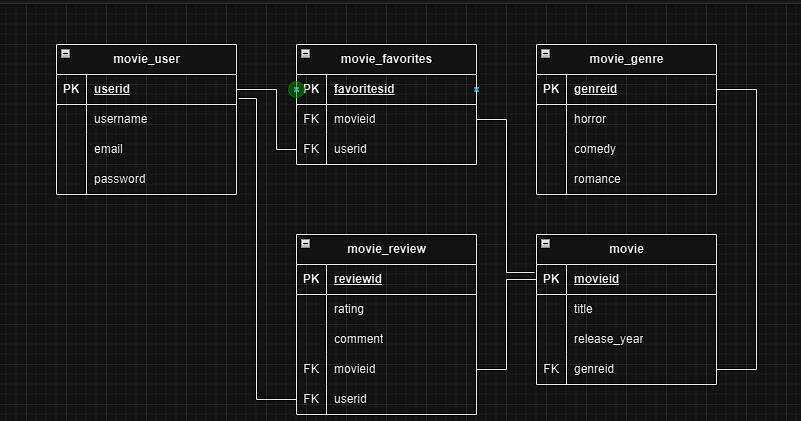 movie_user
PK userid
username
email
password
movie_favorites
PK favoritesid
FK movieid
FK userid
movie_genre
PK genreid
horror
comedy
romance
movie_review
PK reviewid
rating
comment
FK movieid
FK userid
movie
PK movieid
title
release_year
FK genreid